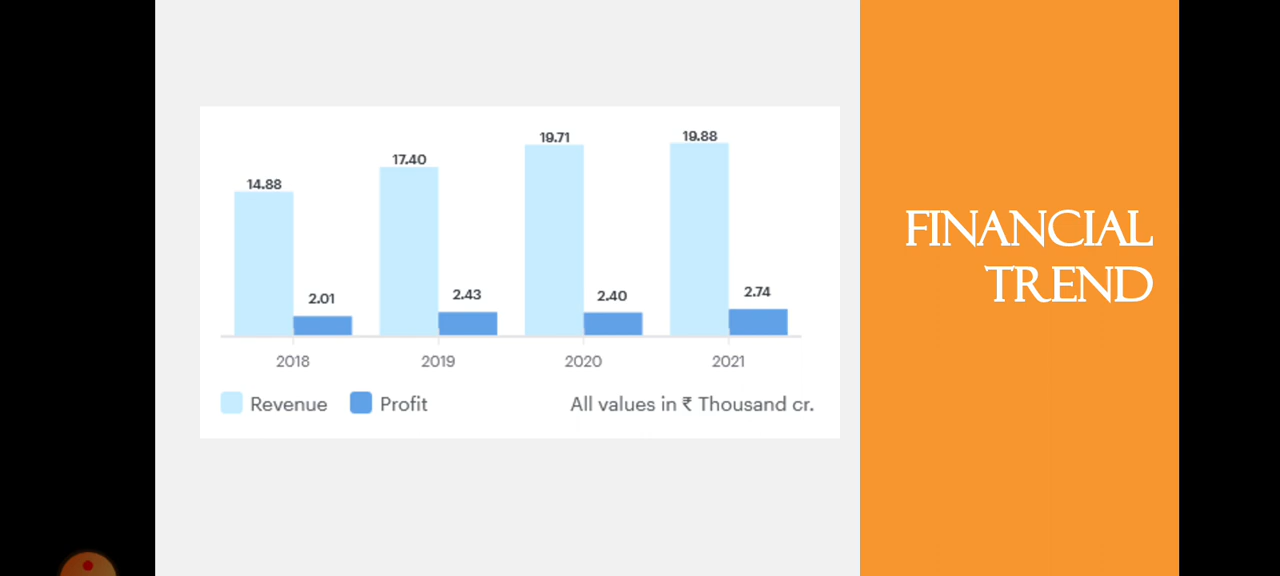 19.71
19.88
17.40
14.88
2.01
2.43
2.40
2.74
2018 2019 2020 2021
Revenue Profit All values in ₹ Thousand cr.
FINANCIAL
TREND